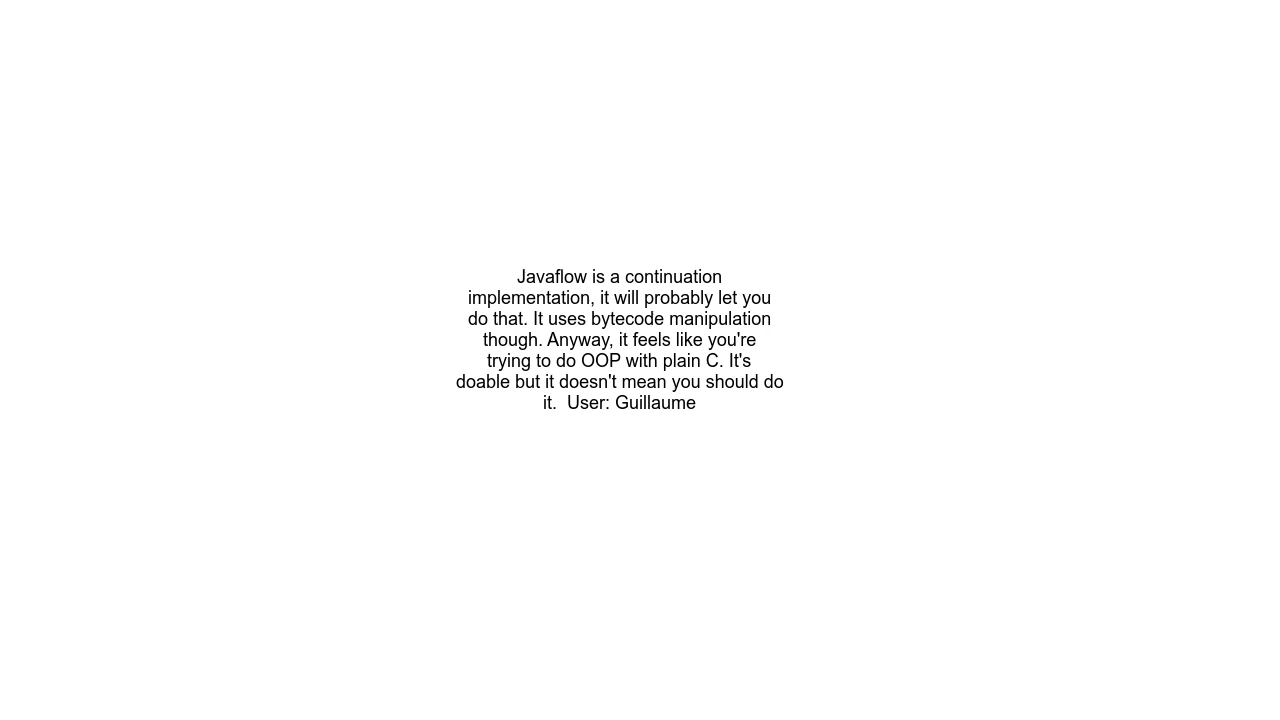 Javaflow is a continuation
implementation, it will probably let you
do that. It uses bytecode manipulation
though. Anyway, it feels like you're
trying to do OOP with plain C. It's
doable but it doesn't mean you should do
it.  User: Guillaume